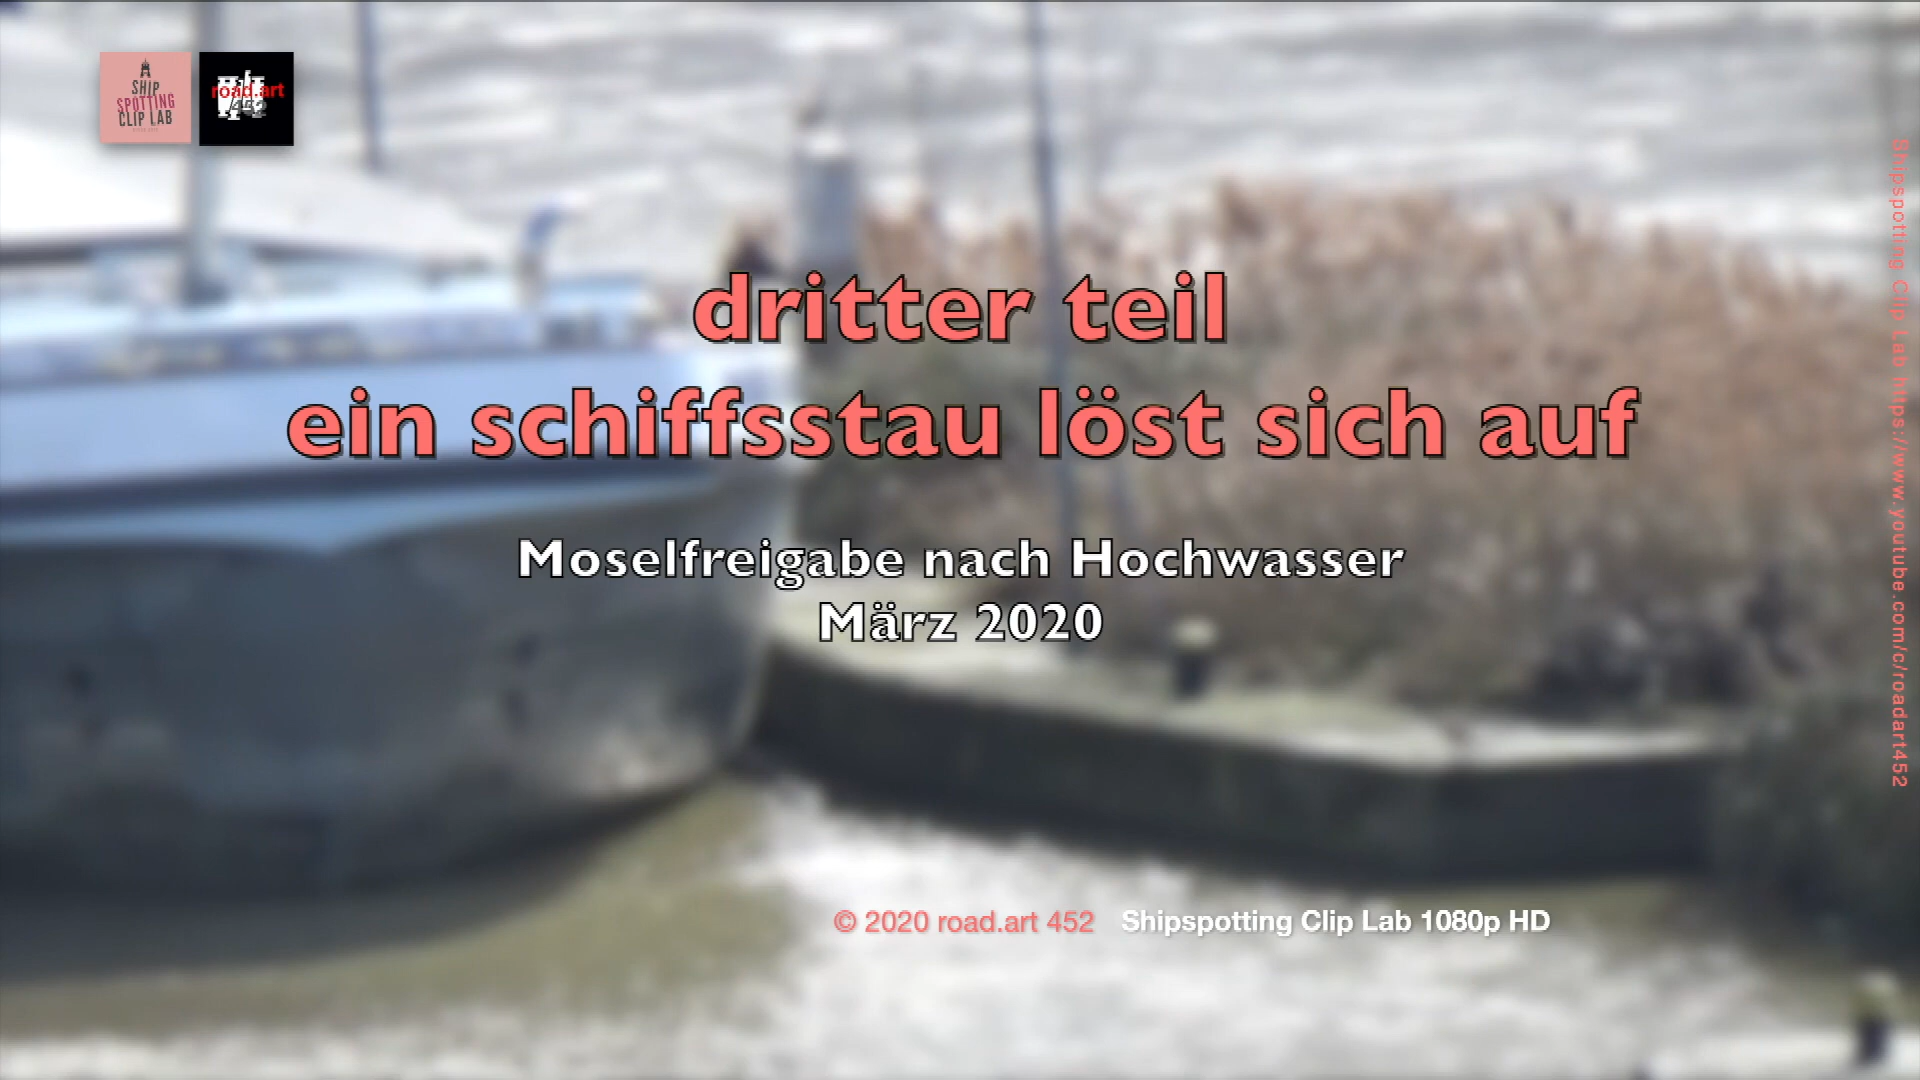 SHIP
SPOTTING
CLIP LAB
road.art
452
dritter teil
ein schiffsstau löst sich auf
Moselfreigabe nach Hochwasser
März 2020
© 2020 road.art 452 Shipspotting Clip Lab 1080p HD
Shipspotting Clip Lab https://www.youtube.com/c/roadart452